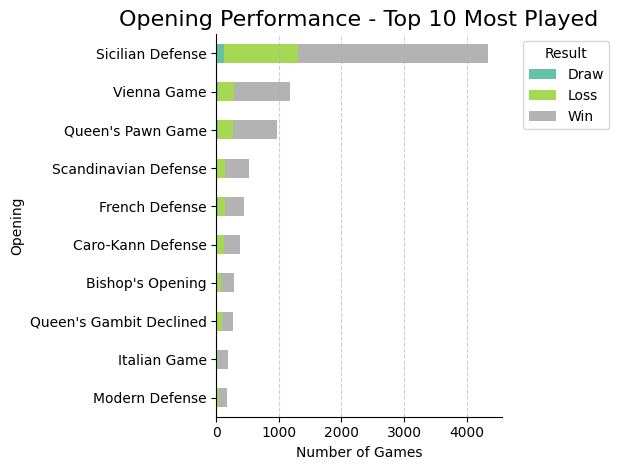 Opening Performance - Top 10 Most Played
Sicilian Defense
Vienna Game
Queen's Pawn Game
Scandinavian Defense
French Defense
Caro-Kann Defense
Bishop's Opening
Queen's Gambit Declined
Italian Game
Modern Defense
Opening
0 1000 2000 3000 4000
Number of Games
Result
Draw
Loss
Win